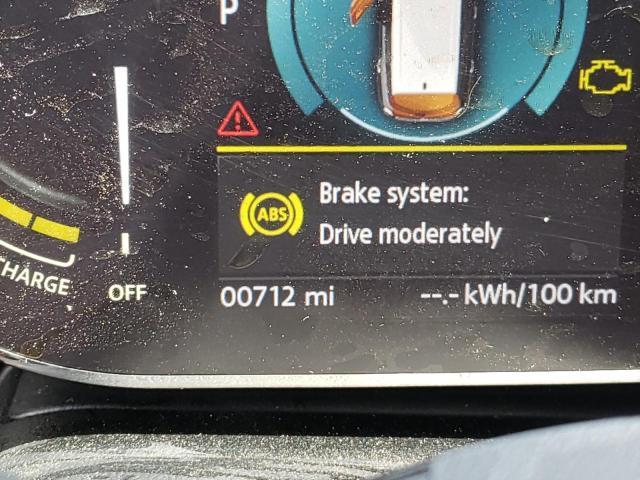 P
ABS
Brake system:
Drive moderately
CHARGE
OFF
00712 mi
--.- kWh/100 km